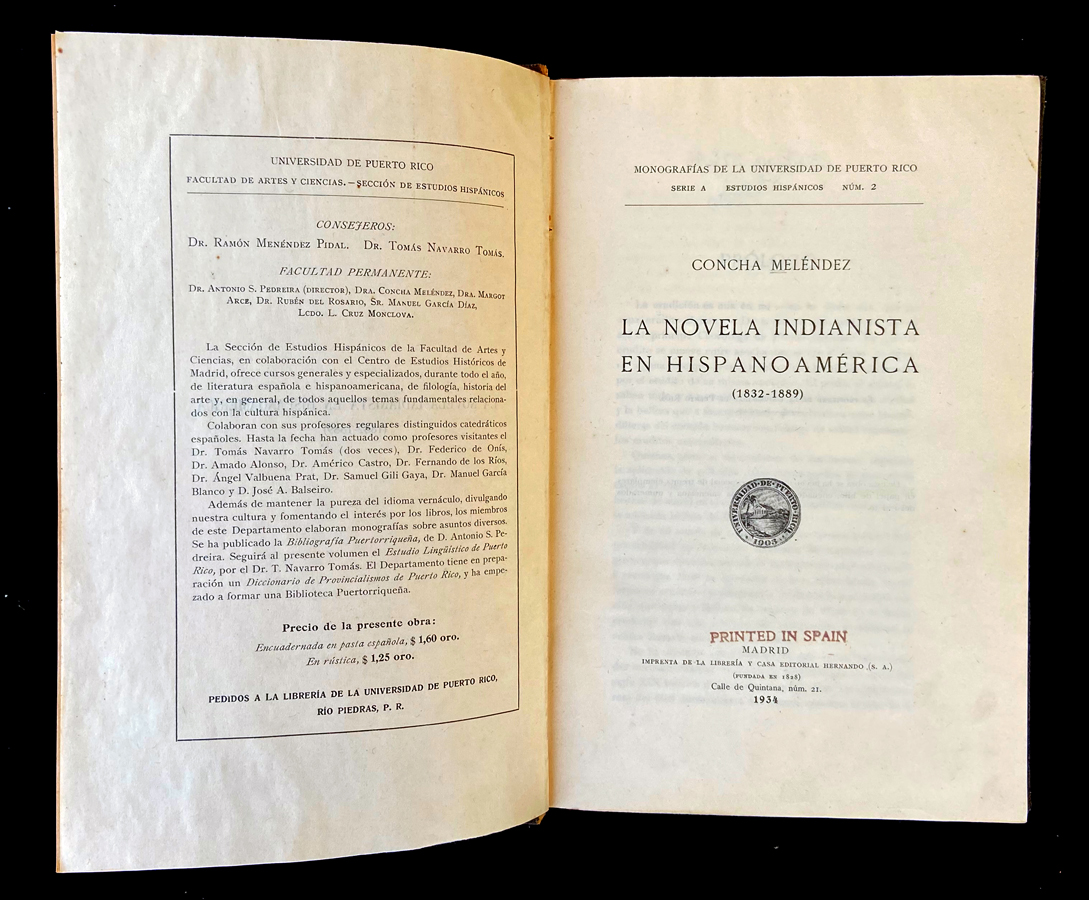 UNIVERSIDAD DE PUERTO RICO
FACULTAD DE ARTES Y CIENCIAS.—SECCIÓN DE ESTUDIOS HISPÁNICOS
CONSEJEROS:
Dr. Ramón Menéndez Pidal. Dr. Tomás Navarro Tomás.
FACULTAD PERMANENTE:
Dr. Antonio S. Pedreira (director), Dra. Concha Meléndez, Dra. Margot
Arce, Dr. Rubén del Rosario, Sr. Manuel García Díaz,
Lcdo. L. Cruz Monclova.
La Sección de Estudios Hispánicos de la Facultad de Artes y
Ciencias, en colaboración con el Centro de Estudios Históricos de
Madrid, ofrece cursos generales y especializados, durante todo el año,
de literatura española e hispanoamericana, de filología, historia del
arte y, en general, de todos aquellos temas fundamentales relaciona-
dos con la cultura hispánica.
Colaboran con sus profesores regulares distinguidos catedráticos
españoles. Hasta la fecha han actuado como profesores visitantes el
Dr. Tomás Navarro Tomás (dos veces), Dr. Federico de Onís,
Dr. Amado Alonso, Dr. Américo Castro, Dr. Fernando de los Ríos,
Dr. Ángel Valbuena Prat, Dr. Samuel Gili Gaya, Dr. Manuel García
Blanco y D. José A. Balseiro.
Además de mantener la pureza del idioma vernáculo, divulgando
nuestra cultura y fomentando el interés por los libros, los miembros
de este Departamento elaboran monografías sobre asuntos diversos.
Se ha publicado la Bibliografía Puertorriqueña, de D. Antonio S. Pe-
dreira. Seguirá al presente volumen el Estudio Lingüístico de Puerto
Rico, por el Dr. T. Navarro Tomás. El Departamento tiene en prepa-
ración un Diccionario de Provincialismos de Puerto Rico, y ha empe-
zado a formar una Biblioteca Puertorriqueña.
Precio de la presente obra:
Encuadernada en pasta española, $ 1,60 oro.
En rústica, $ 1,25 oro.
PEDIDOS A LA LIBRERÍA DE LA UNIVERSIDAD DE PUERTO RICO,
RÍO PIEDRAS, P. R.
MONOGRAFÍAS DE LA UNIVERSIDAD DE PUERTO RICO
SERIE A ESTUDIOS HISPÁNICOS NÚM. 2
CONCHA MELÉNDEZ
LA NOVELA INDIANISTA
EN HISPANOAMÉRICA
(1832-1889)
UNIVERSIDAD·DE·PUERTO·RICO
1903
PRINTED IN SPAIN
MADRID
IMPRENTA DE LA LIBRERÍA Y CASA EDITORIAL HERNANDO (S. A.)
(FUNDADA EN 1828)
Calle de Quintana, núm. 21.
1934